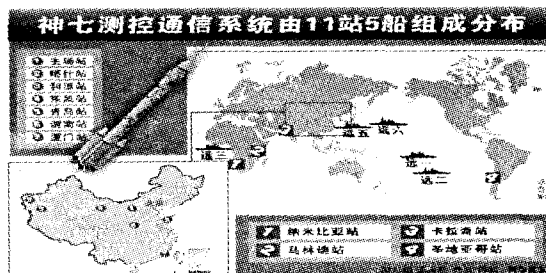 神七测控通信系统由11站5船组成分布
主场站
喀什站
和田站
东风站
青岛站
渭南站
厦门站
远三
远五
远六
远一
远二
纳米比亚站
卡拉奇站
马林迪站
圣地亚哥站